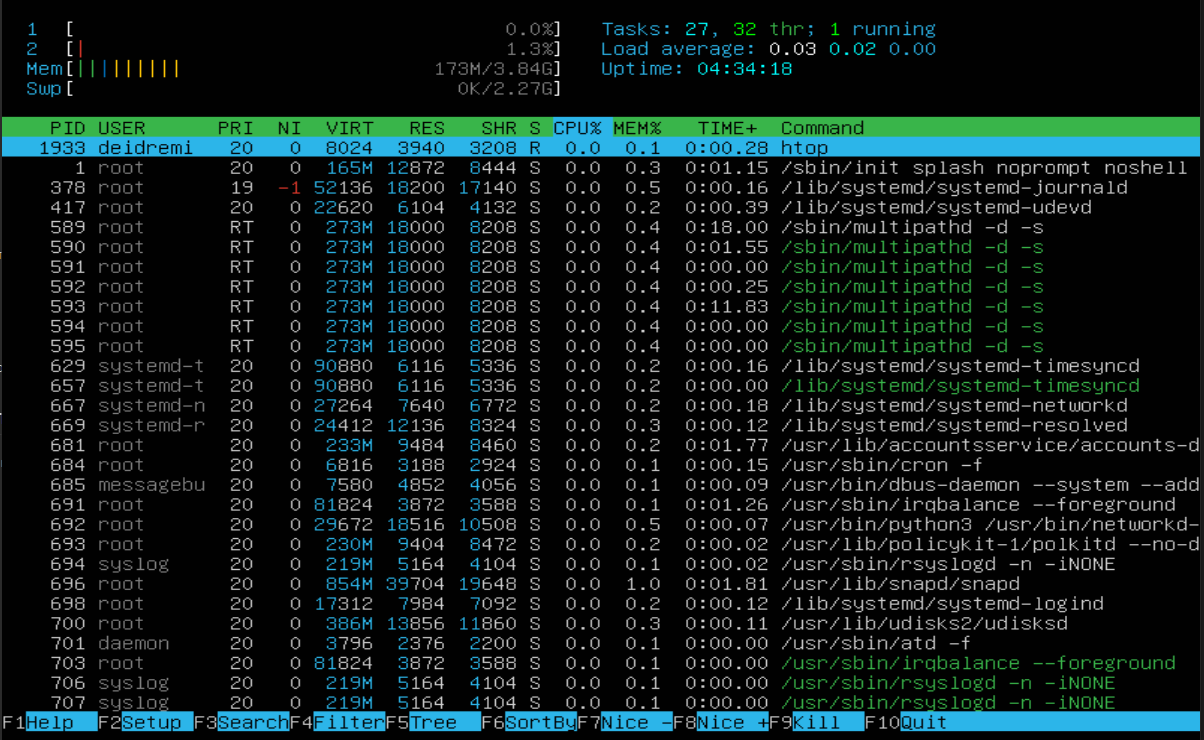 1 [ 0.0%] Tasks: 27, 32 thr; 1 running
2 [| 1.3%] Load average: 0.03 0.02 0.00
Mem[||||||||||| 173M/3.84G] Uptime: 04:34:18
Swp[ 0K/2.27G]
PID USER PRI NI VIRT RES SHR S CPU% MEM% TIME+ Command
1933 deidremi 20 0 8024 3940 3208 R 0.0 0.1 0:00.28 htop
1 root 20 0 165M 12872 8444 S 0.0 0.3 0:01.15 /sbin/init splash noprompt noshell
378 root 19 -1 52136 18200 17140 S 0.0 0.5 0:00.16 /lib/systemd/systemd-journald
417 root 20 0 22620 6104 4132 S 0.0 0.2 0:00.39 /lib/systemd/systemd-udevd
589 root RT 0 273M 18000 8208 S 0.0 0.4 0:18.00 /sbin/multipathd -d -s
590 root RT 0 273M 18000 8208 S 0.0 0.4 0:01.55 /sbin/multipathd -d -s
591 root RT 0 273M 18000 8208 S 0.0 0.4 0:00.00 /sbin/multipathd -d -s
592 root RT 0 273M 18000 8208 S 0.0 0.4 0:00.25 /sbin/multipathd -d -s
593 root RT 0 273M 18000 8208 S 0.0 0.4 0:11.83 /sbin/multipathd -d -s
594 root RT 0 273M 18000 8208 S 0.0 0.4 0:00.00 /sbin/multipathd -d -s
595 root RT 0 273M 18000 8208 S 0.0 0.4 0:00.00 /sbin/multipathd -d -s
629 systemd-t 20 0 90880 6116 5336 S 0.0 0.2 0:00.16 /lib/systemd/systemd-timesyncd
657 systemd-t 20 0 90880 6116 5336 S 0.0 0.2 0:00.00 /lib/systemd/systemd-timesyncd
667 systemd-n 20 0 27264 7640 6772 S 0.0 0.2 0:00.18 /lib/systemd/systemd-networkd
669 systemd-r 20 0 24412 12136 8324 S 0.0 0.3 0:00.12 /lib/systemd/systemd-resolved
681 root 20 0 233M 9484 8460 S 0.0 0.2 0:01.77 /usr/lib/accountsservice/accounts-d
684 root 20 0 6816 3188 2924 S 0.0 0.1 0:00.15 /usr/sbin/cron -f
685 messagebu 20 0 7580 4852 4056 S 0.0 0.1 0:00.09 /usr/bin/dbus-daemon --system --add
691 root 20 0 81824 3872 3588 S 0.0 0.1 0:01.26 /usr/sbin/irqbalance --foreground
692 root 20 0 29672 18516 10508 S 0.0 0.5 0:00.07 /usr/bin/python3 /usr/bin/networkd-
693 root 20 0 230M 9404 8472 S 0.0 0.2 0:00.02 /usr/lib/policykit-1/polkitd --no-d
694 syslog 20 0 219M 5164 4104 S 0.0 0.1 0:00.02 /usr/sbin/rsyslogd -n -iNONE
696 root 20 0 854M 39704 19648 S 0.0 1.0 0:01.81 /usr/lib/snapd/snapd
698 root 20 0 17312 7984 7092 S 0.0 0.2 0:00.12 /lib/systemd/systemd-logind
700 root 20 0 386M 13856 11860 S 0.0 0.3 0:00.11 /usr/lib/udisks2/udisksd
701 daemon 20 0 3796 2376 2200 S 0.0 0.1 0:00.00 /usr/sbin/atd -f
703 root 20 0 81824 3872 3588 S 0.0 0.1 0:00.00 /usr/sbin/irqbalance --foreground
706 syslog 20 0 219M 5164 4104 S 0.0 0.1 0:00.00 /usr/sbin/rsyslogd -n -iNONE
707 syslog 20 0 219M 5164 4104 S 0.0 0.1 0:00.00 /usr/sbin/rsyslogd -n -iNONE
F1Help F2Setup F3SearchF4FilterF5Tree F6SortByF7Nice -F8Nice +F9Kill F10Quit